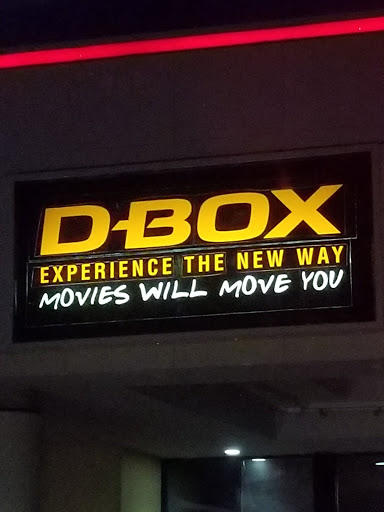 D-BOX
EXPERIENCE THE NEW WAY
MOVIES WILL MOVE YOU